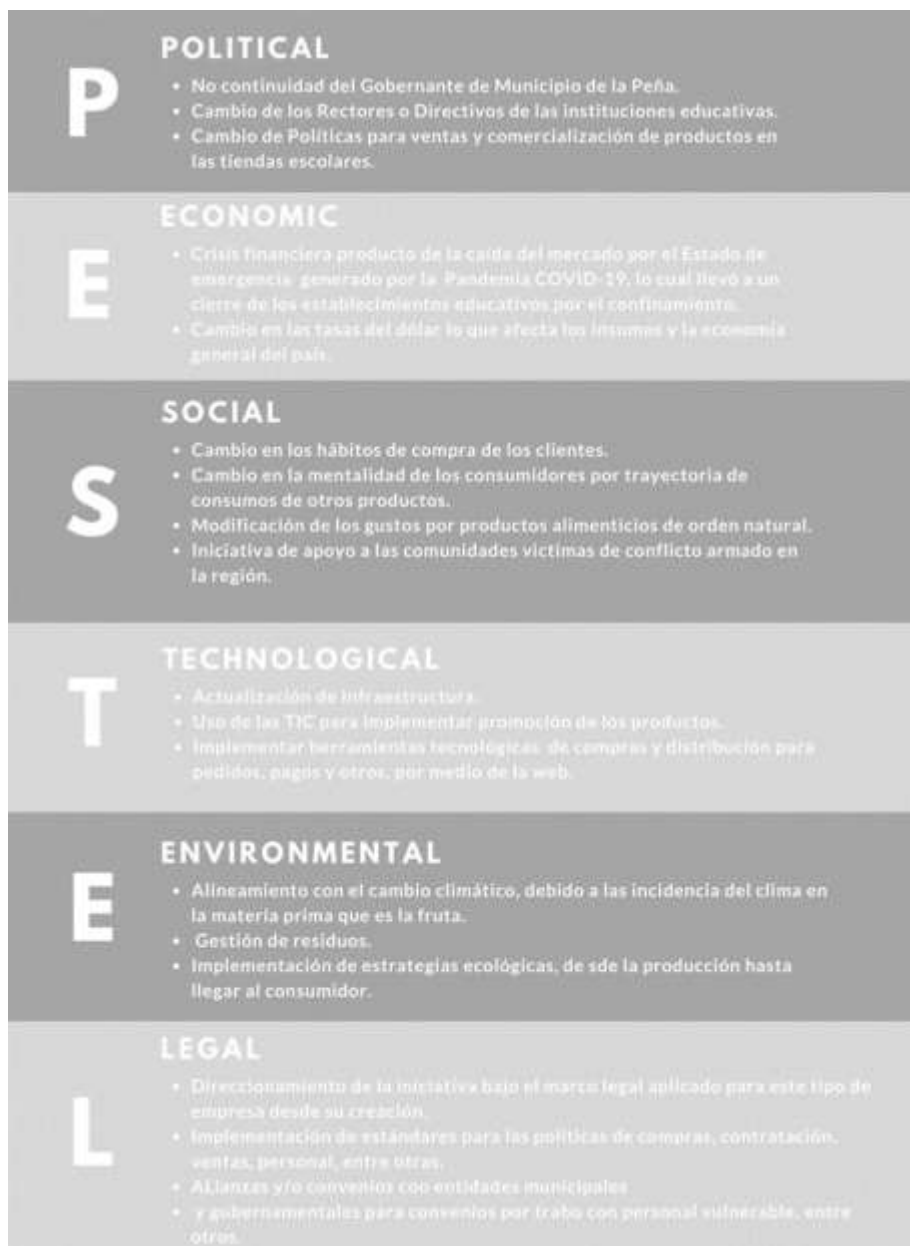 P
POLITICAL
• No continuidad del Gobernante de Municipio de la Peña.
• Cambio de los Rectores o Directivos de las instituciones educativas.
• Cambio de Políticas para ventas y comercialización de productos en
las tiendas escolares.
E
ECONOMIC
• Crisis financiera producto de la caída del mercado por el Estado de
emergencia generado por la Pandemia COVID-19, lo cual llevó a un
cierre de los establecimientos educativos por el confinamiento.
• Cambio en las tasas del dólar lo que afecta los insumos y la economía
general del país.
S
SOCIAL
• Cambio en los hábitos de compra de los clientes.
• Cambio en la mentalidad de los consumidores por trayectoria de
consumos de otros productos.
• Modificación de los gustos por productos alimenticios de orden natural.
• Iniciativa de apoyo a las comunidades victimas de conflicto armado en
la región.
T
TECHNOLOGICAL
• Actualización de infraestructura.
• Uso de las TIC para implementar promoción de los productos.
• Implementar herramientas tecnológicas de compras y distribución para
pedidos, pagos y otros, por medio de la web.
E
ENVIRONMENTAL
• Alineamiento con el cambio climático, debido a las incidencia del clima en
la materia prima que es la fruta.
• Gestión de residuos.
• Implementación de estrategias ecológicas, de sde la producción hasta
llegar al consumidor.
L
LEGAL
• Direccionamiento de la iniciativa bajo el marco legal aplicado para este tipo de
empresa desde su creación.
• Implementación de estándares para las políticas de compras, contratación,
ventas, personal, entre otras.
• ALianzas y/o convenios con entidades municipales
• y gubernamentales para convenios por trabo con personal vulnerable, entre
otros.